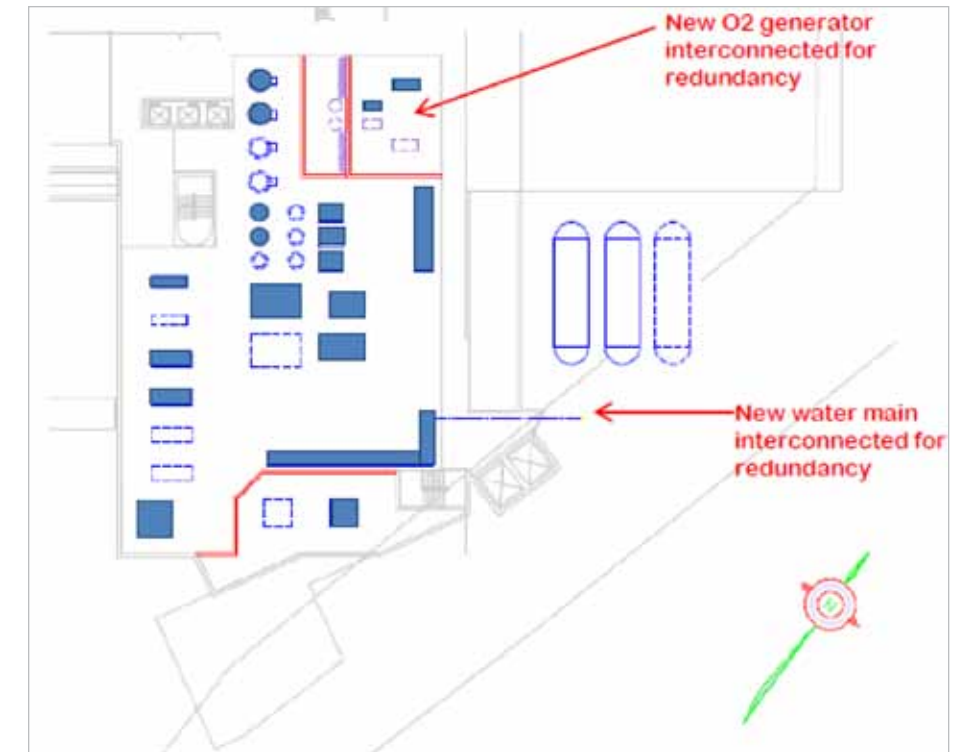 New O2 generator
interconnected for
redundancy
New water main
interconnected for
redundancy